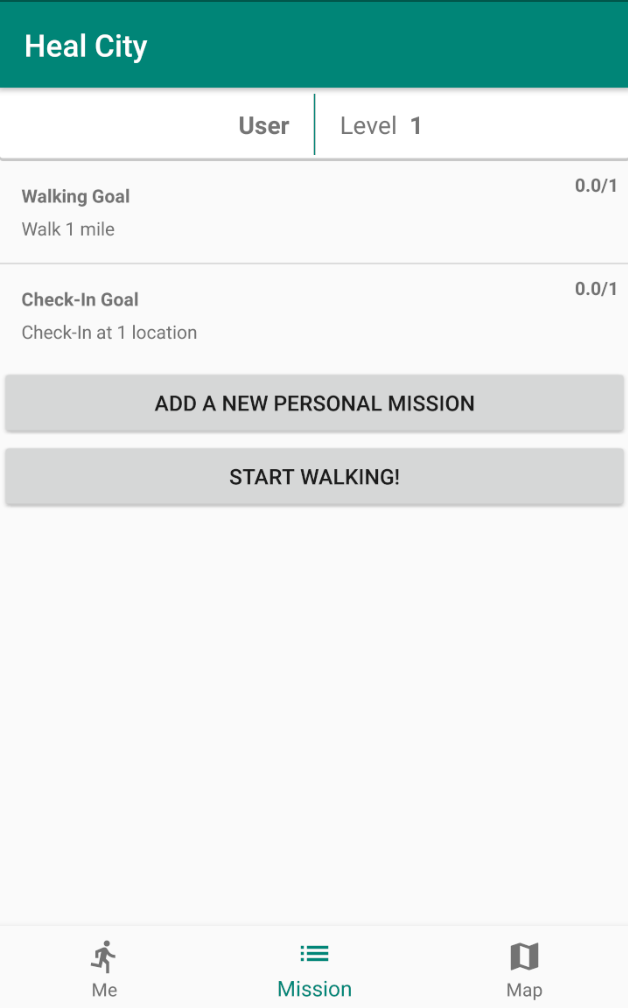 Heal City
User Level 1
Walking Goal 0.0/1
Walk 1 mile
Check-In Goal 0.0/1
Check-In at 1 location
ADD A NEW PERSONAL MISSION
START WALKING!
Me Mission Map